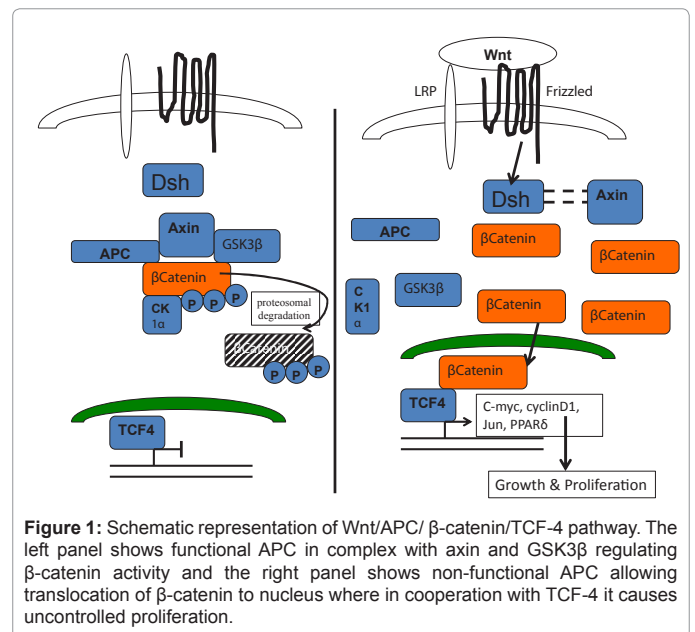 Dsh
Axin
APC
GSK3β
βCatenin
CK
1α
P
P
P
proteosomal
degradation
βCatenin
P
P
P
TCF4
Wnt
LRP
Frizzled
Dsh
Axin
APC
βCatenin
βCatenin
C
K1
α
GSK3β
βCatenin
βCatenin
βCatenin
TCF4
C-myc, cyclinD1,
Jun, PPARδ
Growth & Proliferation
Figure 1: Schematic representation of Wnt/APC/ β-catenin/TCF-4 pathway. The
left panel shows functional APC in complex with axin and GSK3β regulating
β-catenin activity and the right panel shows non-functional APC allowing
translocation of β-catenin to nucleus where in cooperation with TCF-4 it causes
uncontrolled proliferation.